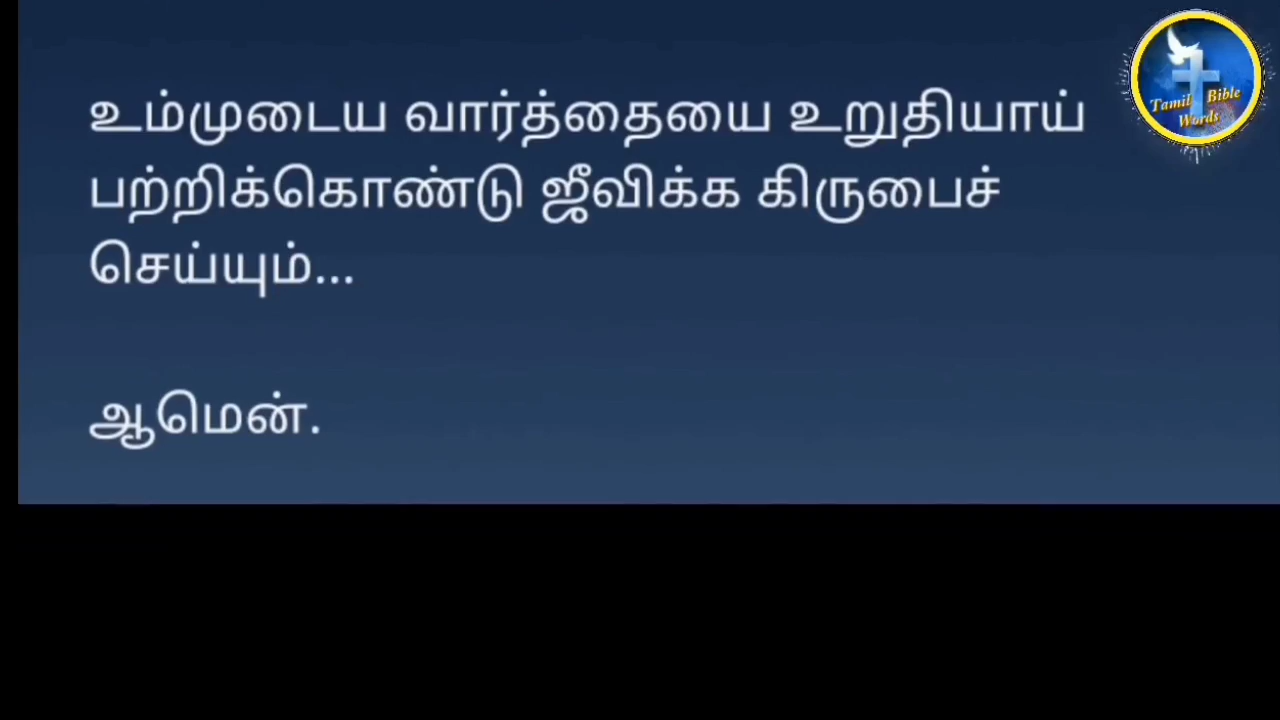 உம்முடைய வார்த்தையை உறுதியாய்
பற்றிக்கொண்டு ஜீவிக்க கிருபைச்
செய்யும்...
ஆமென்.
Tamil Bible
Words